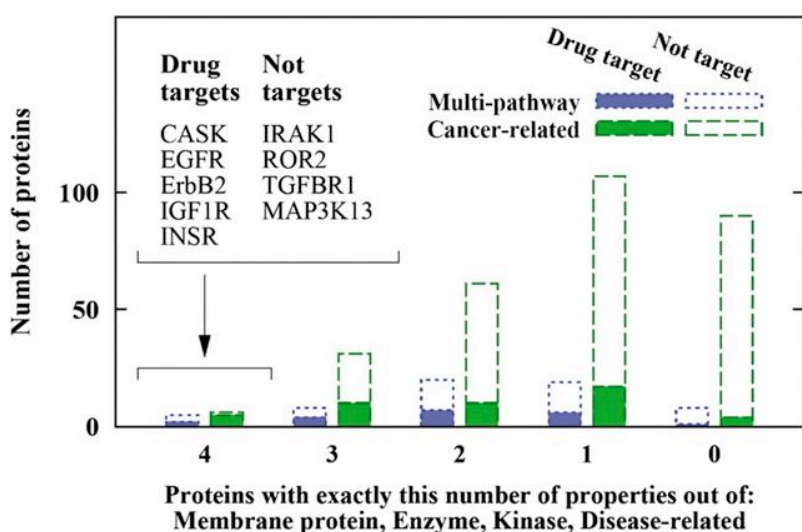 Drug target
Not target
Drug targets
Not targets
CASK IRAK1
EGFR ROR2
ErbB2 TGFBR1
IGF1R MAP3K13
INSR
Multi-pathway
Cancer-related
Number of proteins
100
50
0
4 3 2 1 0
Proteins with exactly this number of properties out of:
Membrane protein, Enzyme, Kinase, Disease-related